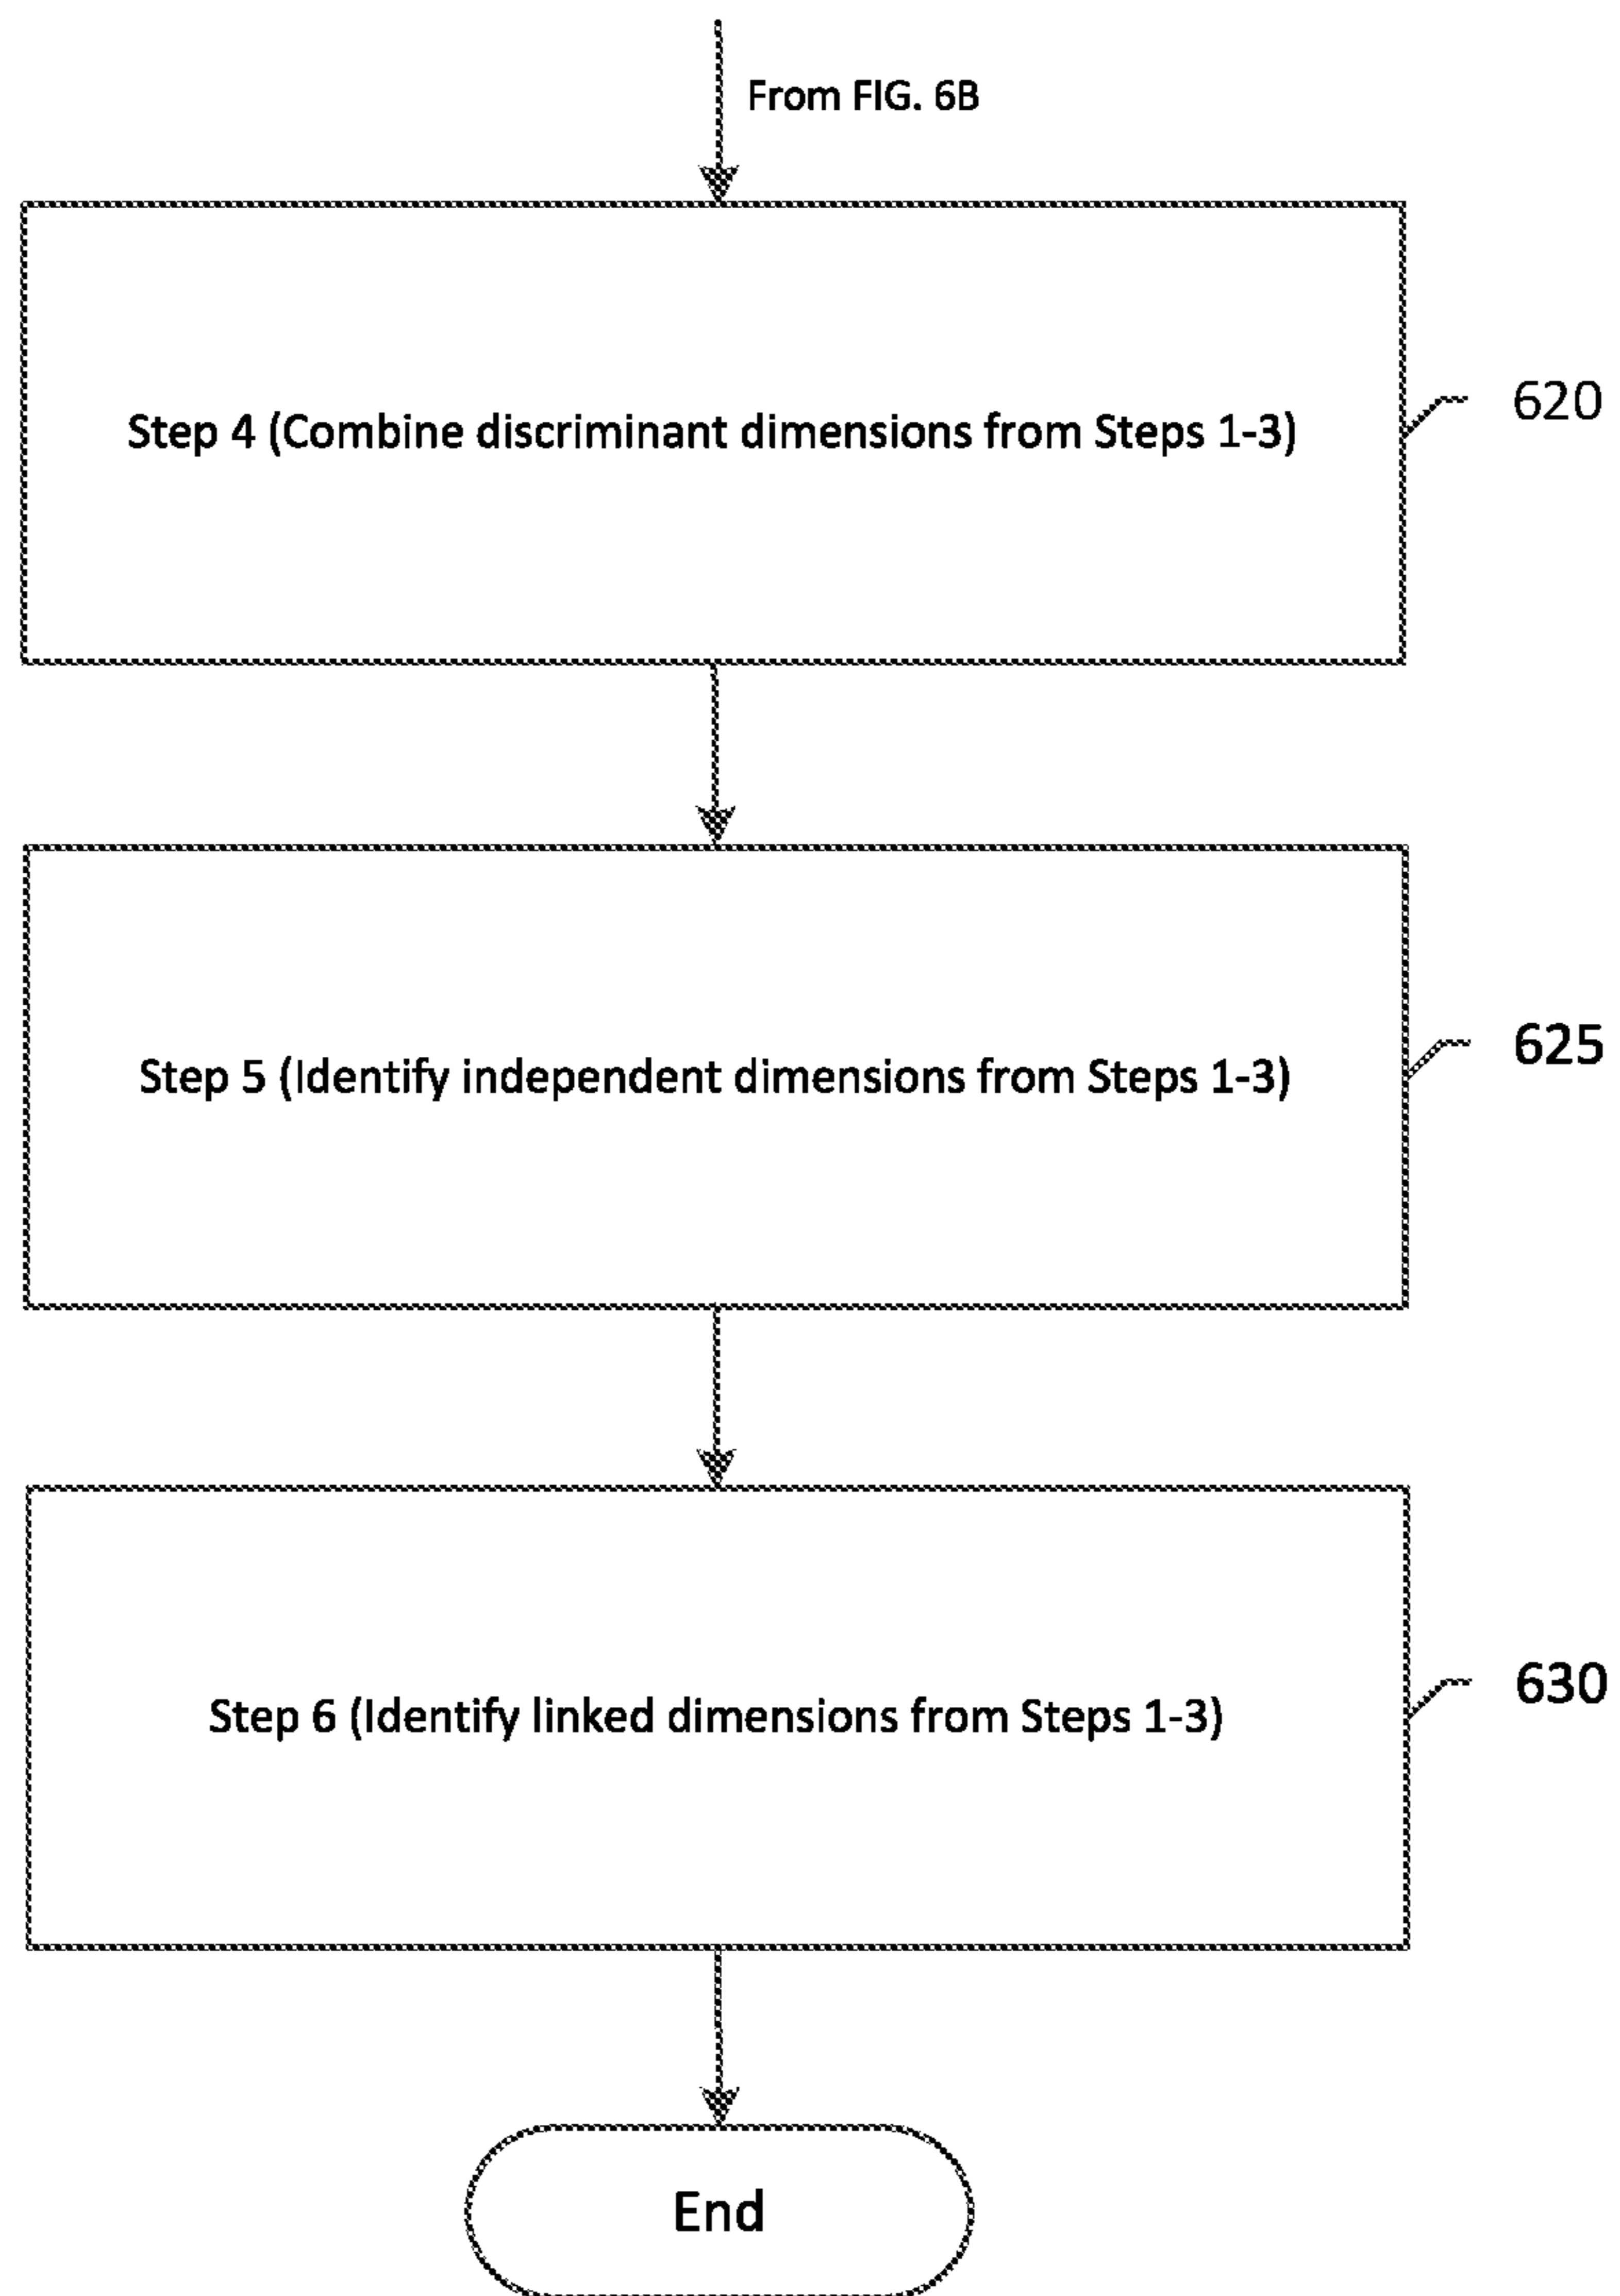 From FIG. 6B
Step 4 (Combine discriminant dimensions from Steps 1-3)
620
Step 5 (Identify independent dimensions from Steps 1-3)
625
Step 6 (Identify linked dimensions from Steps 1-3)
630
End